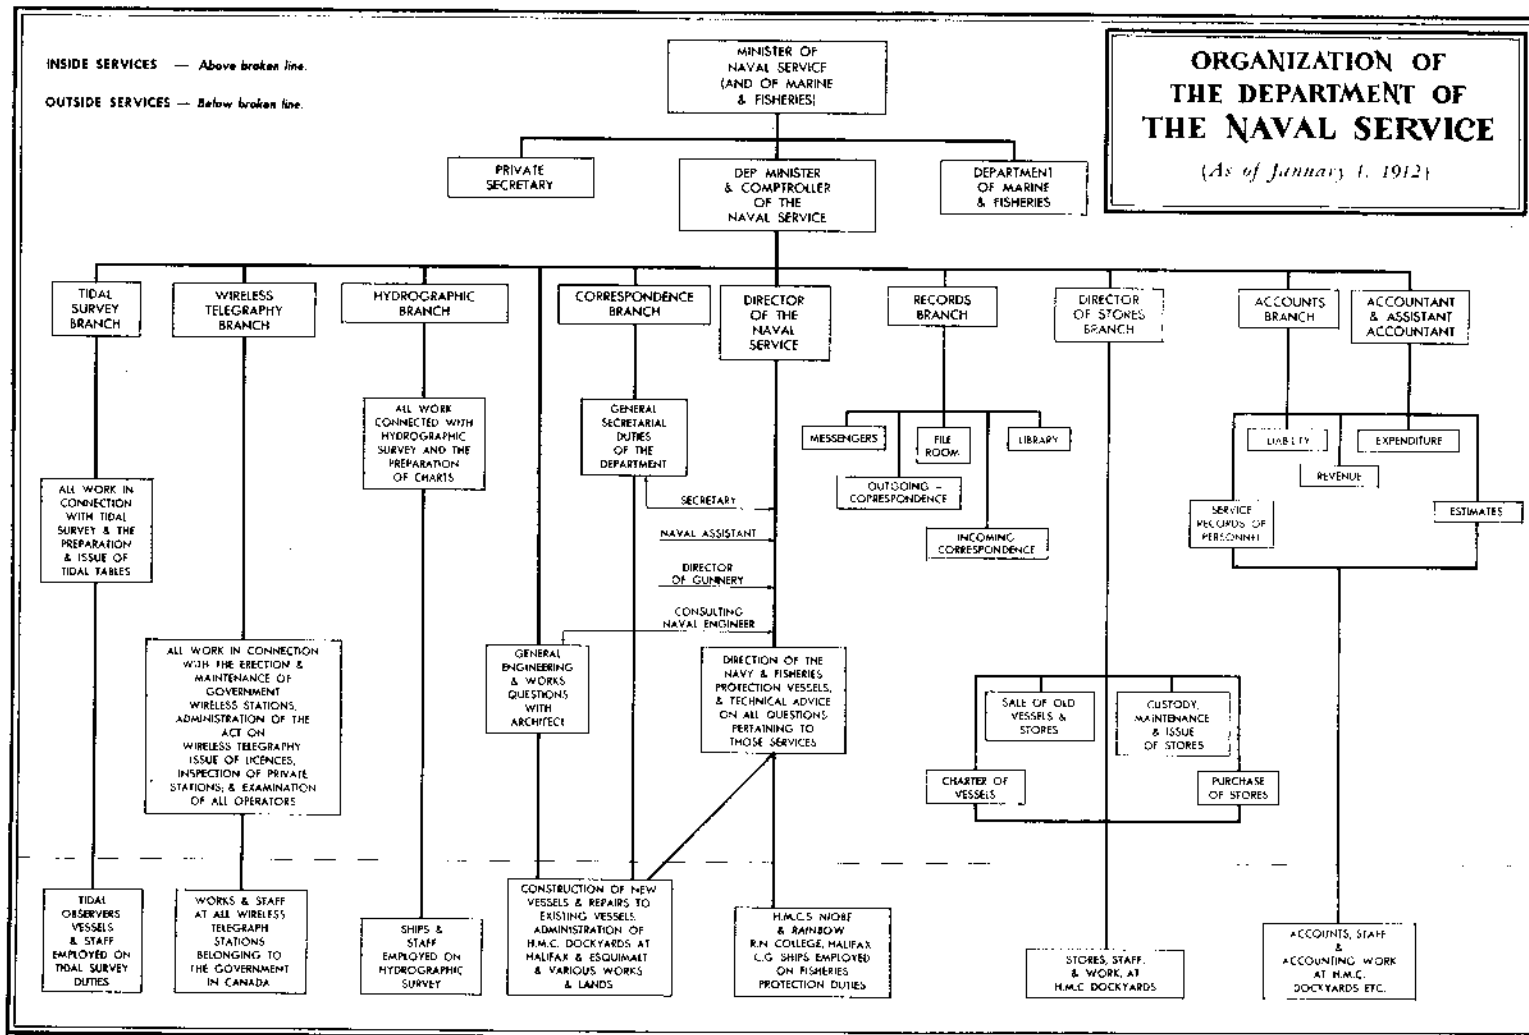 INSIDE SERVICES — Above broken line.
OUTSIDE SERVICES — Below broken line.
MINISTER OF
NAVAL SERVICE
(AND OF MARINE
& FISHERIES)
ORGANIZATION OF
THE DEPARTMENT OF
THE NAVAL SERVICE
(As of January 1, 1912)
PRIVATE
SECRETARY
DEP MINISTER
& COMPTROLLER
OF THE
NAVAL SERVICE
DEPARTMENT
OF MARINE
& FISHERIES
TIDAL
SURVEY
BRANCH
WIRELESS
TELEGRAPHY
BRANCH
HYDROGRAPHIC
BRANCH
CORRESPONDENCE
BRANCH
DIRECTOR
OF THE
NAVAL
SERVICE
RECORDS
BRANCH
DIRECTOR
OF STORES
BRANCH
ACCOUNTS
BRANCH
ACCOUNTANT
& ASSISTANT
ACCOUNTANT
ALL WORK
CONNECTED WITH
HYDROGRAPHIC
SURVEY AND THE
PREPARATION
OF CHARTS
GENERAL
SECRETARIAL
DUTIES
OF THE
DEPARTMENT
MESSENGERS
FILE
ROOM
LIBRARY
OUTGOING –
CORRESPONDENCE
INCOMING
CORRESPONDENCE
LIABILITY
EXPENDITURE
REVENUE
SERVICE
RECORDS OF
PERSONNEL
ESTIMATES
ALL WORK IN
CONNECTION
WITH TIDAL
SURVEY & THE
PREPARATION
& ISSUE OF
TIDAL TABLES
SECRETARY
NAVAL ASSISTANT
DIRECTOR
OF GUNNERY
CONSULTING
NAVAL ENGINEER
ALL WORK IN CONNECTION
WITH THE ERECTION &
MAINTENANCE OF
GOVERNMENT
WIRELESS STATIONS,
ADMINISTRATION OF THE
ACT ON
WIRELESS TELEGRAPHY
ISSUE OF LICENCES,
INSPECTION OF PRIVATE
STATIONS; & EXAMINATION
OF ALL OPERATORS
GENERAL
ENGINEERING
& WORKS
QUESTIONS
WITH
ARCHITECT
DIRECTION OF THE
NAVY & FISHERIES
PROTECTION VESSELS,
& TECHNICAL ADVICE
ON ALL QUESTIONS
PERTAINING TO
THOSE SERVICES
SALE OF OLD
VESSELS &
STORES
CUSTODY,
MAINTENANCE
& ISSUE
OF STORES
CHARTER OF
VESSELS
PURCHASE
OF STORES
TIDAL
OBSERVERS
VESSELS
& STAFF
EMPLOYED ON
TIDAL SURVEY
DUTIES
WORKS & STAFF
AT ALL WIRELESS
TELEGRAPH
STATIONS
BELONGING TO
THE GOVERNMENT
IN CANADA
SHIPS &
STAFF
EMPLOYED ON
HYDROGRAPHIC
SURVEY
CONSTRUCTION OF NEW
VESSELS & REPAIRS TO
EXISTING VESSELS.
ADMINISTRATION OF
H.M.C. DOCKYARDS AT
HALIFAX & ESQUIMALT
& VARIOUS WORKS
& LANDS
H.M.C.S NIOBE
& RAINBOW
R.N COLLEGE, HALIFAX
C.G SHIPS EMPLOYED
ON FISHERIES
PROTECTION DUTIES
STORES, STAFF,
& WORK, AT
H.M.C DOCKYARDS
ACCOUNTS, STAFF
&
ACCOUNTING WORK
AT H.M.C.
DOCKYARDS ETC.